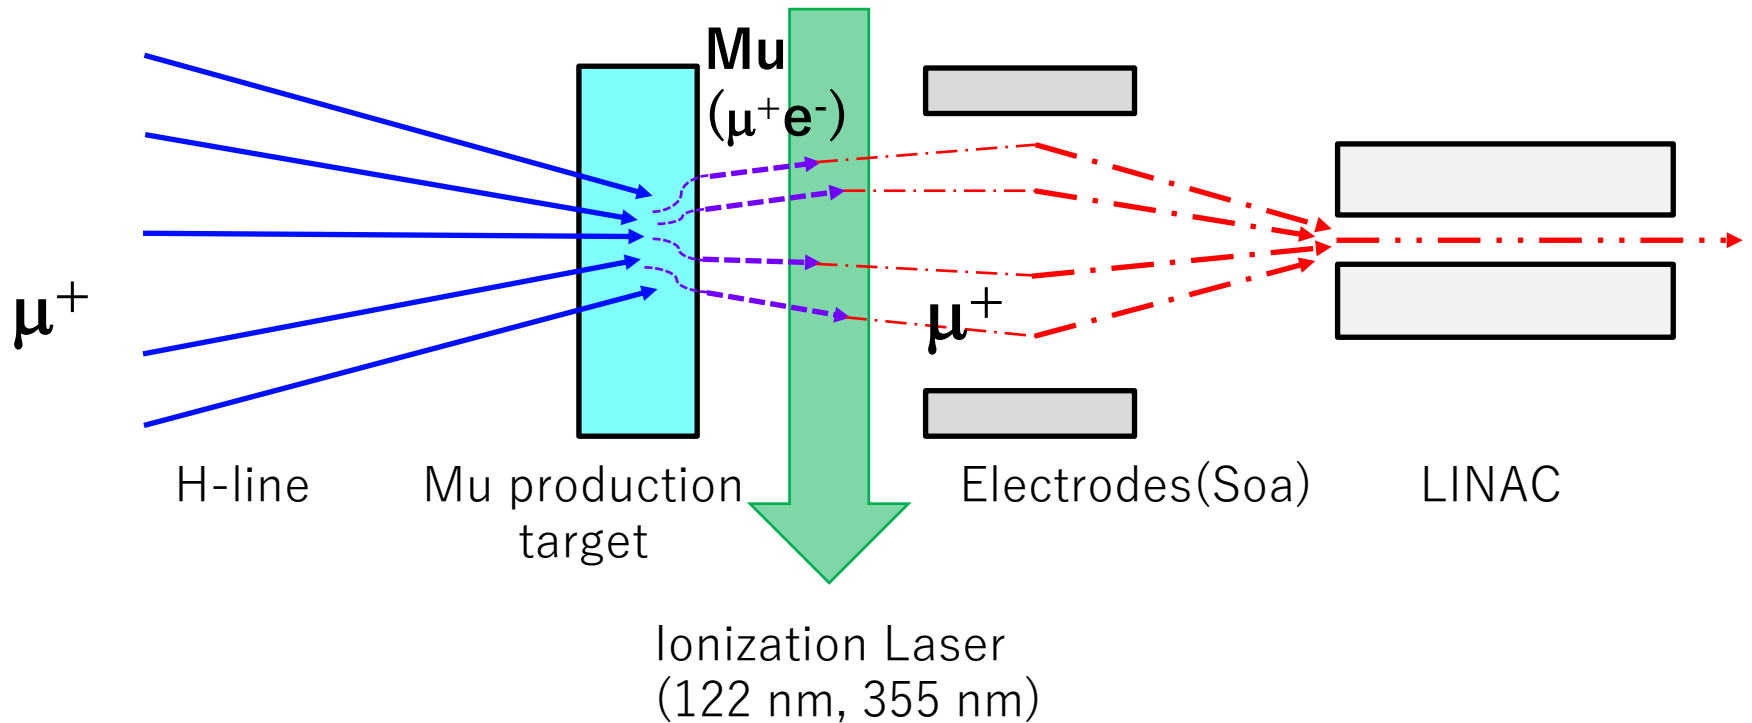 Mu
(μ⁺e⁻)
μ⁺
μ⁺
H-line
Mu production
target
Electrodes(Soa)
LINAC
Ionization Laser
(122 nm, 355 nm)